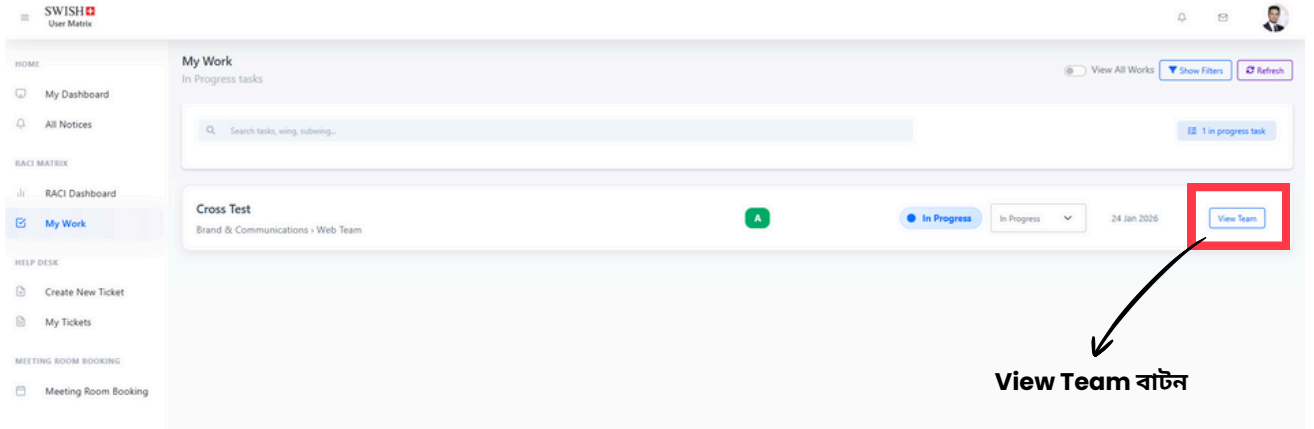 SWISH
User Matrix
HOME
My Dashboard
All Notices
RACI MATRIX
RACI Dashboard
My Work
HELP DESK
Create New Ticket
My Tickets
MEETING ROOM BOOKING
Meeting Room Booking
My Work
In Progress tasks
View All Works
Show Filters
Refresh
Search tasks, wing, subwing...
1 in progress task
Cross Test
Brand & Communications › Web Team
A
In Progress
In Progress
24 Jan 2026
View Team
View Team বাটন